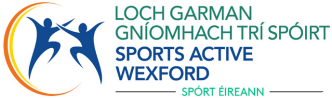 LOCH GARMAN
GNÍOMHACH TRÍ SPÓIRT
SPORTS ACTIVE
WEXFORD
SPÓRT ÉIREANN